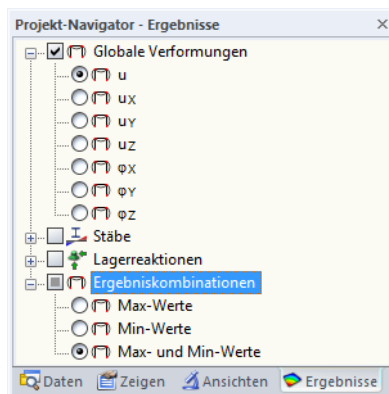 Projekt-Navigator - Ergebnisse
Globale Verformungen
u
uX
uY
uZ
φX
φY
φZ
Stäbe
Lagerreaktionen
Ergebniskombinationen
Max-Werte
Min-Werte
Max- und Min-Werte
Daten Zeigen Ansichten Ergebnisse